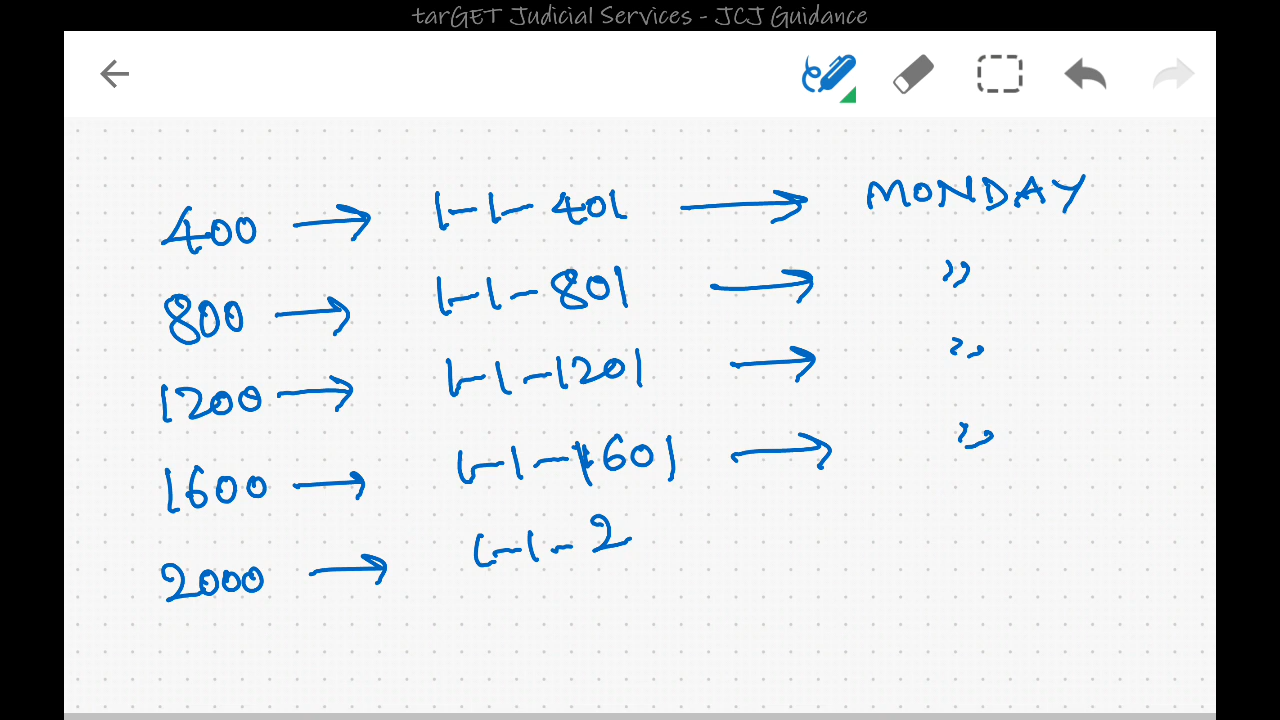 tarGET Judicial Services - JCJ Guidance
400 → 1-1-401 → MONDAY
800 → 1-1-801 → ”
1200 → 1-1-1201 → ”
1600 → 1-1-1601 → ”
2000 → 1-1-2